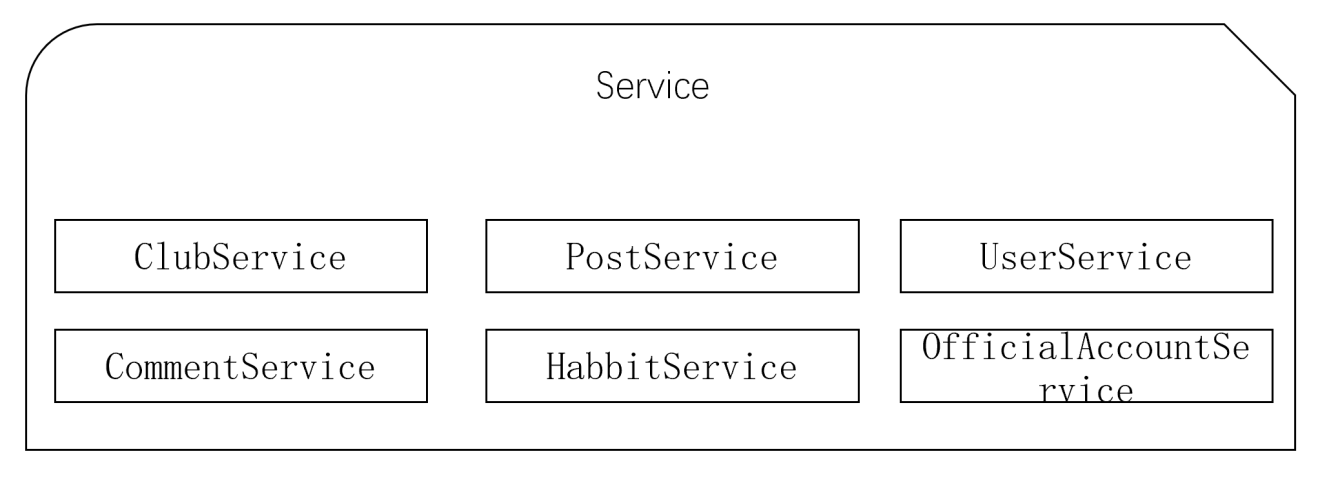 Service
ClubService
PostService
UserService
CommentService
HabbitService
OfficialAccountSe
rvice